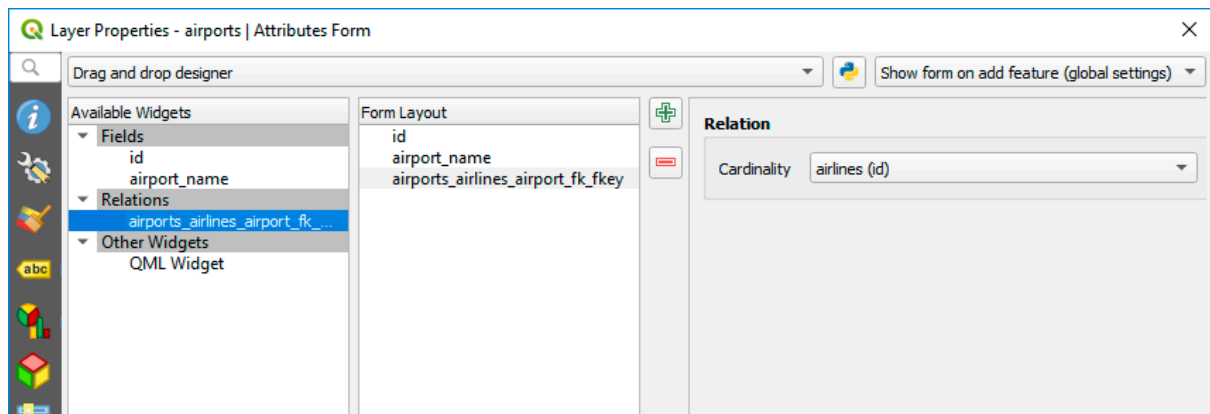 Layer Properties - airports | Attributes Form
Drag and drop designer
Show form on add feature (global settings)
Available Widgets
Fields
id
airport_name
Relations
airports_airlines_airport_fk_...
Other Widgets
QML Widget
Form Layout
id
airport_name
airports_airlines_airport_fk_fkey
Relation
Cardinality airlines (id)
abc